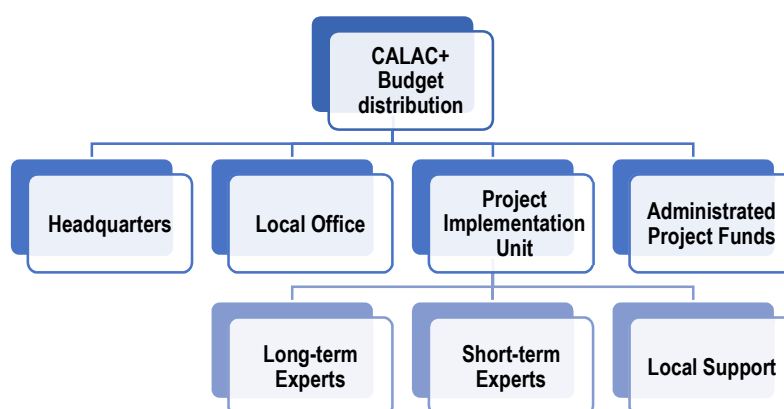 CALAC+
Budget
distribution
Headquarters
Local Office
Project
Implementation
Unit
Administrated
Project Funds
Long-term
Experts
Short-term
Experts
Local Support